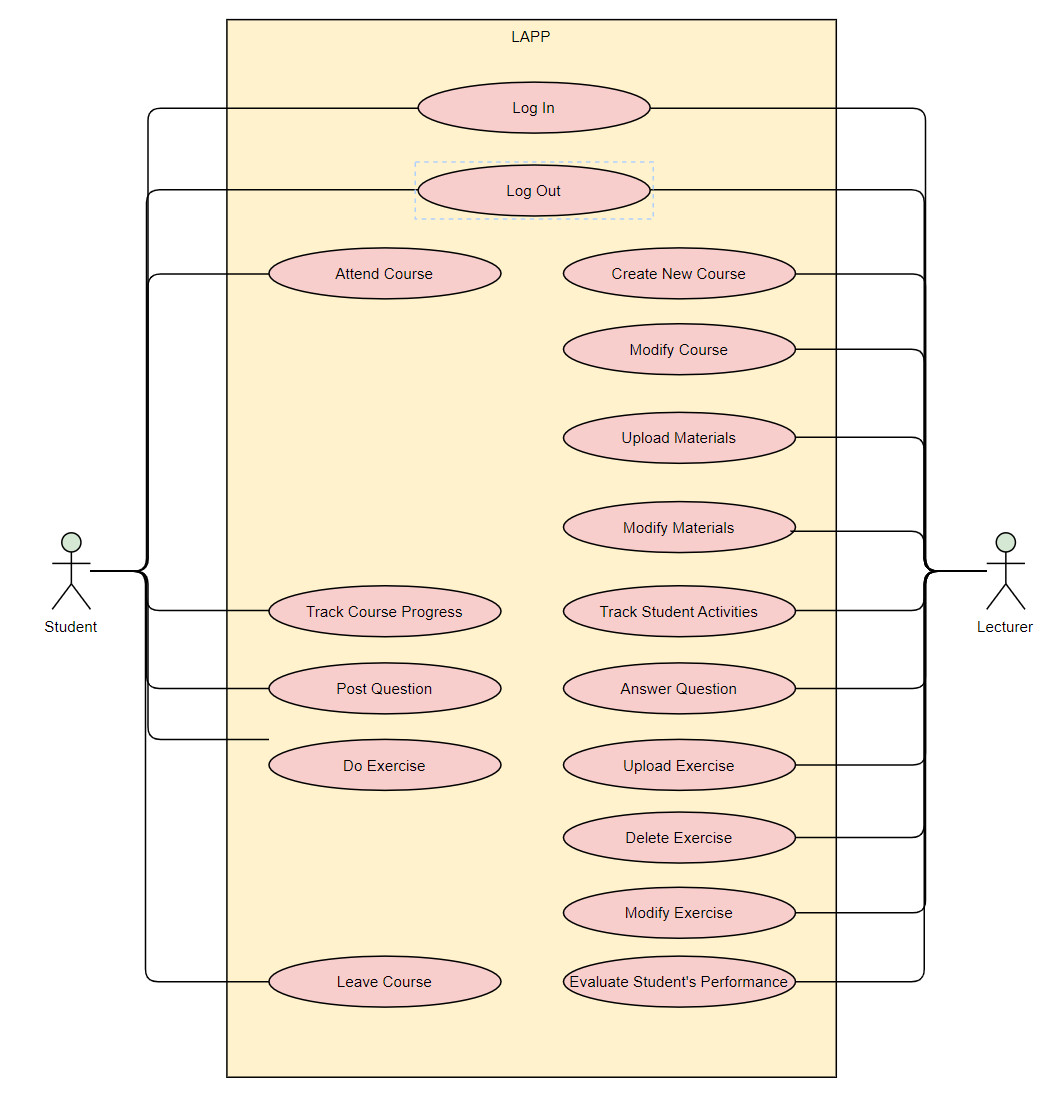 LAPP
Log In
Log Out
Attend Course
Create New Course
Modify Course
Upload Materials
Modify Materials
Student
Lecturer
Track Course Progress
Track Student Activities
Post Question
Answer Question
Do Exercise
Upload Exercise
Delete Exercise
Modify Exercise
Leave Course
Evaluate Student's Performance